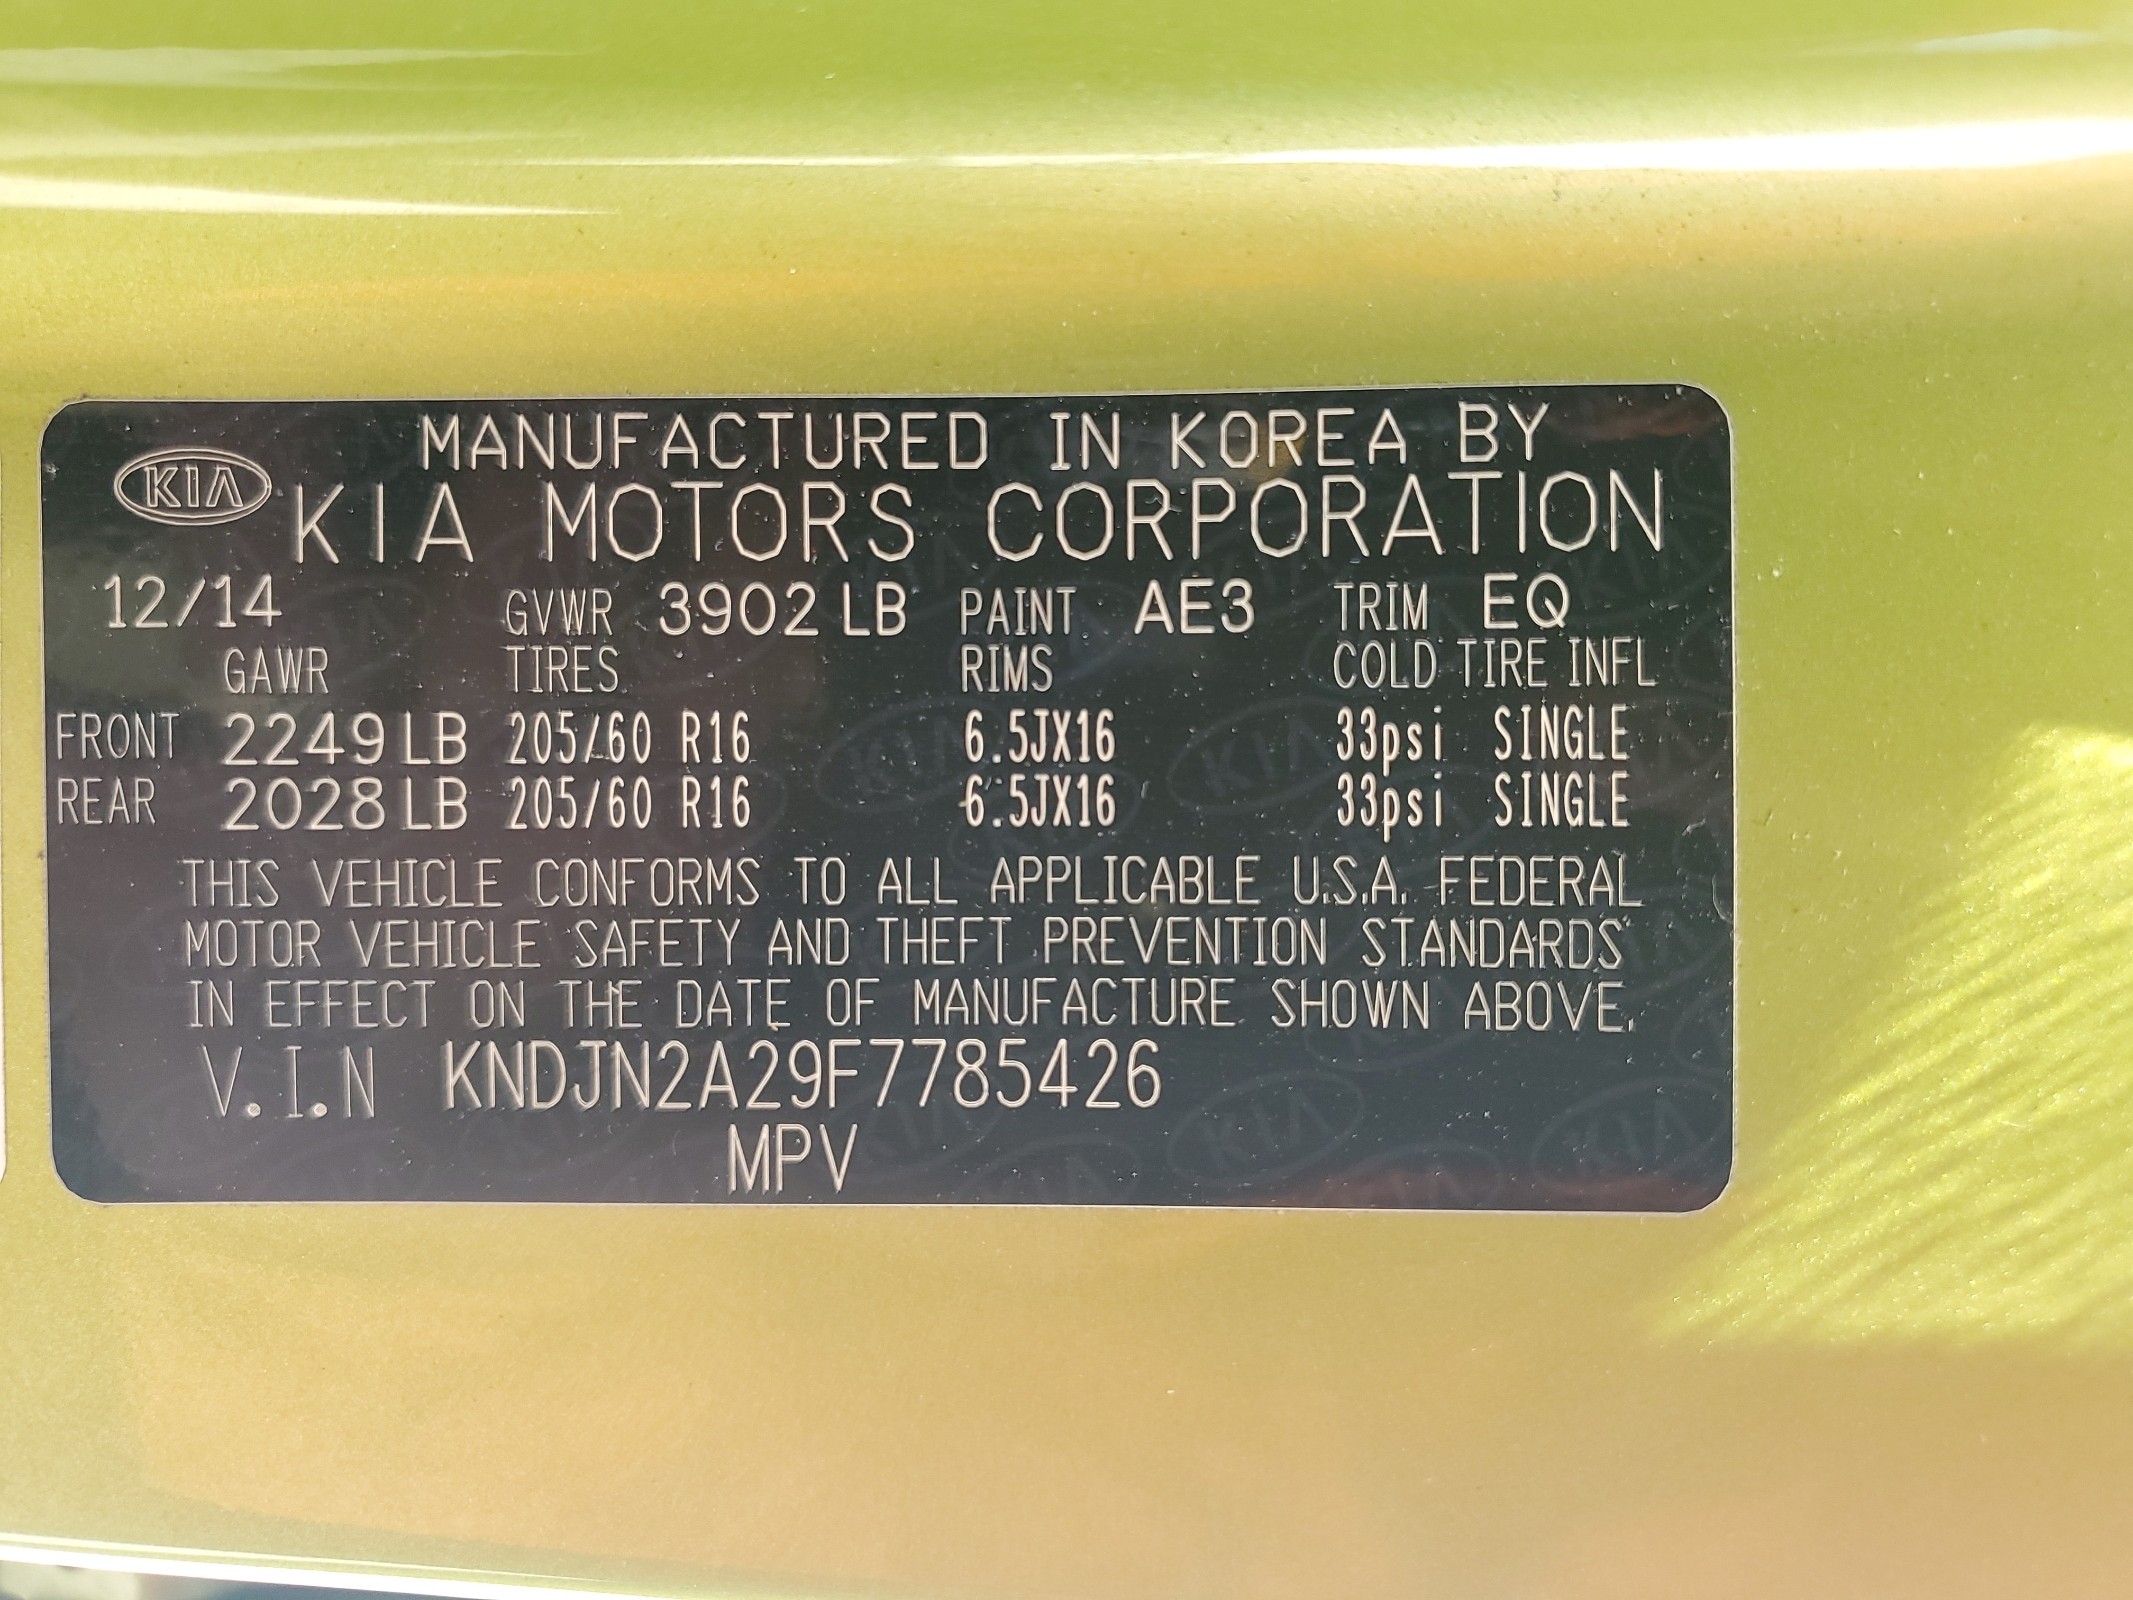 MANUFACTURED IN KOREA BY
KIA KIA MOTORS CORPORATION
12/14 GVWR 3902 LB PAINT AE3 TRIM EQ
GAWR TIRES RIMS COLD TIRE INFL
FRONT 2249 LB 205/60 R16 6.5JX16 33psi SINGLE
REAR 2028 LB 205/60 R16 6.5JX16 33psi SINGLE
THIS VEHICLE CONFORMS TO ALL APPLICABLE U.S.A. FEDERAL
MOTOR VEHICLE SAFETY AND THEFT PREVENTION STANDARDS
IN EFFECT ON THE DATE OF MANUFACTURE SHOWN ABOVE.
V.I.N KNDJN2A29F7785426
MPV